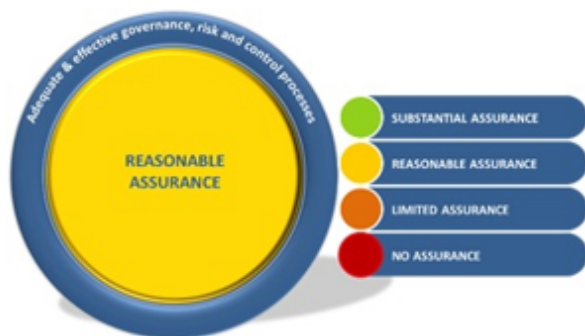 Adequate & effective governance, risk and control processes
REASONABLE
ASSURANCE
SUBSTANTIAL ASSURANCE
REASONABLE ASSURANCE
LIMITED ASSURANCE
NO ASSURANCE